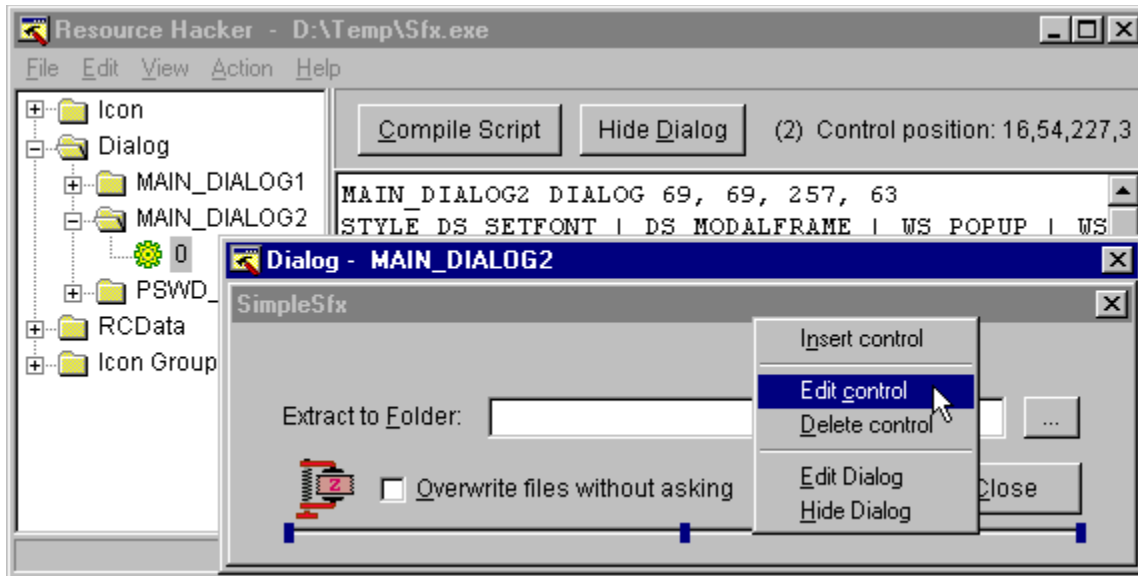 Resource Hacker - D:\Temp\Sfx.exe
File Edit View Action Help
Icon
Dialog
MAIN_DIALOG1
MAIN_DIALOG2
0
PSWD_
RCData
Icon Group
Compile Script Hide Dialog (2) Control position: 16,54,227,3
MAIN_DIALOG2 DIALOG 69, 69, 257, 63
STYLE DS_SETFONT | DS_MODALFRAME | WS_POPUP | WS
Dialog - MAIN_DIALOG2
SimpleSfx
Extract to Folder: ...
Z
Overwrite files without asking
Close
Insert control
Edit control
Delete control
Edit Dialog
Hide Dialog